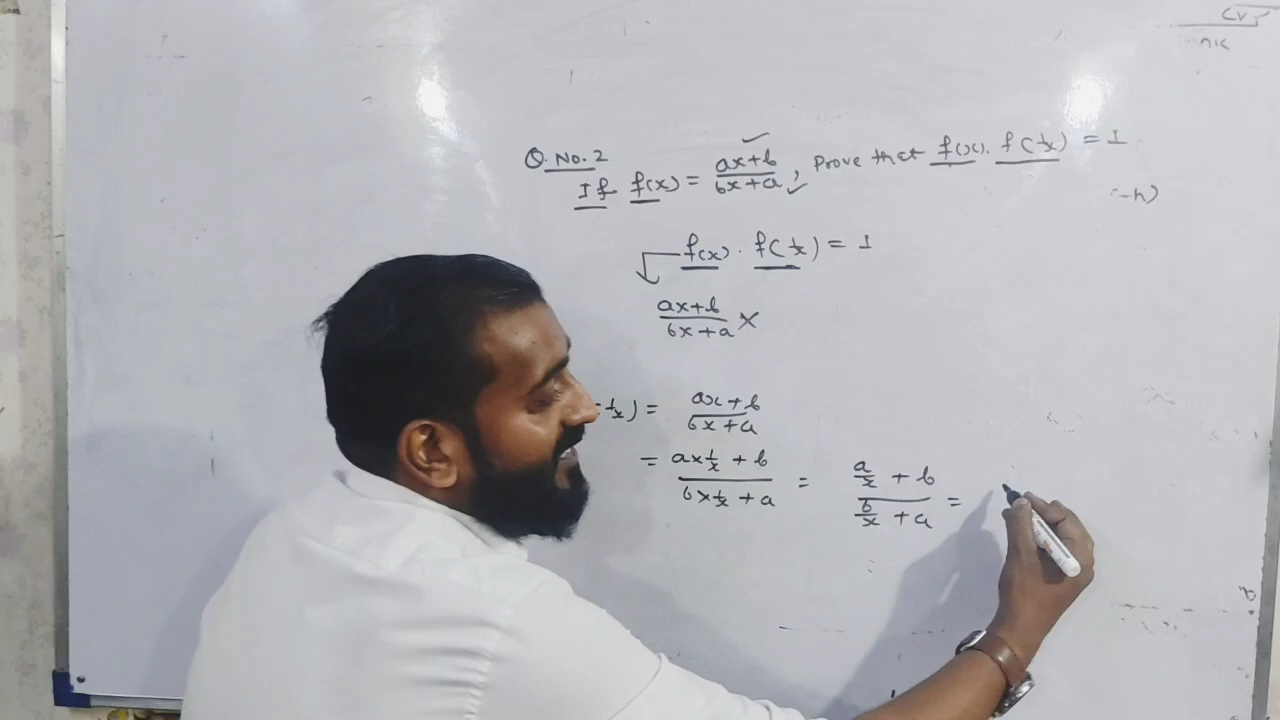 Q. No. 2
If f(x) = (ax+b)/(bx+a), Prove that f(x). f(1/x) = 1
-h)
f(x) . f(1/x) = 1
(ax+b)/(bx+a) ×
1/x) = (ax+b)/(bx+a)
= (a×1/x + b)/(b×1/x + a) = (a/x + b)/(b/x + a) =